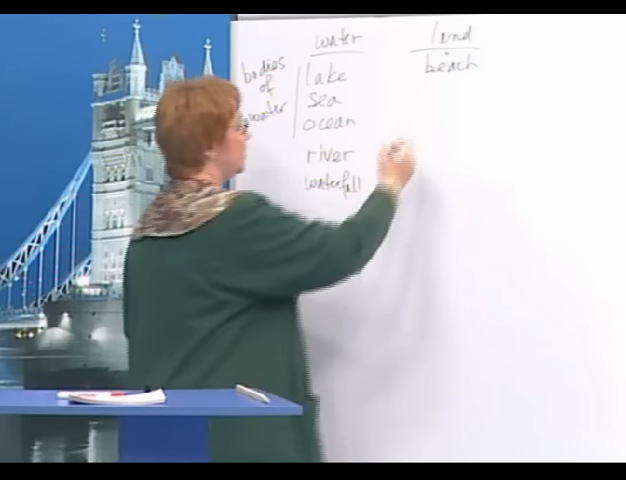 water
lake
sea
ocean
river
waterfall
bodies
of
water
land
beach